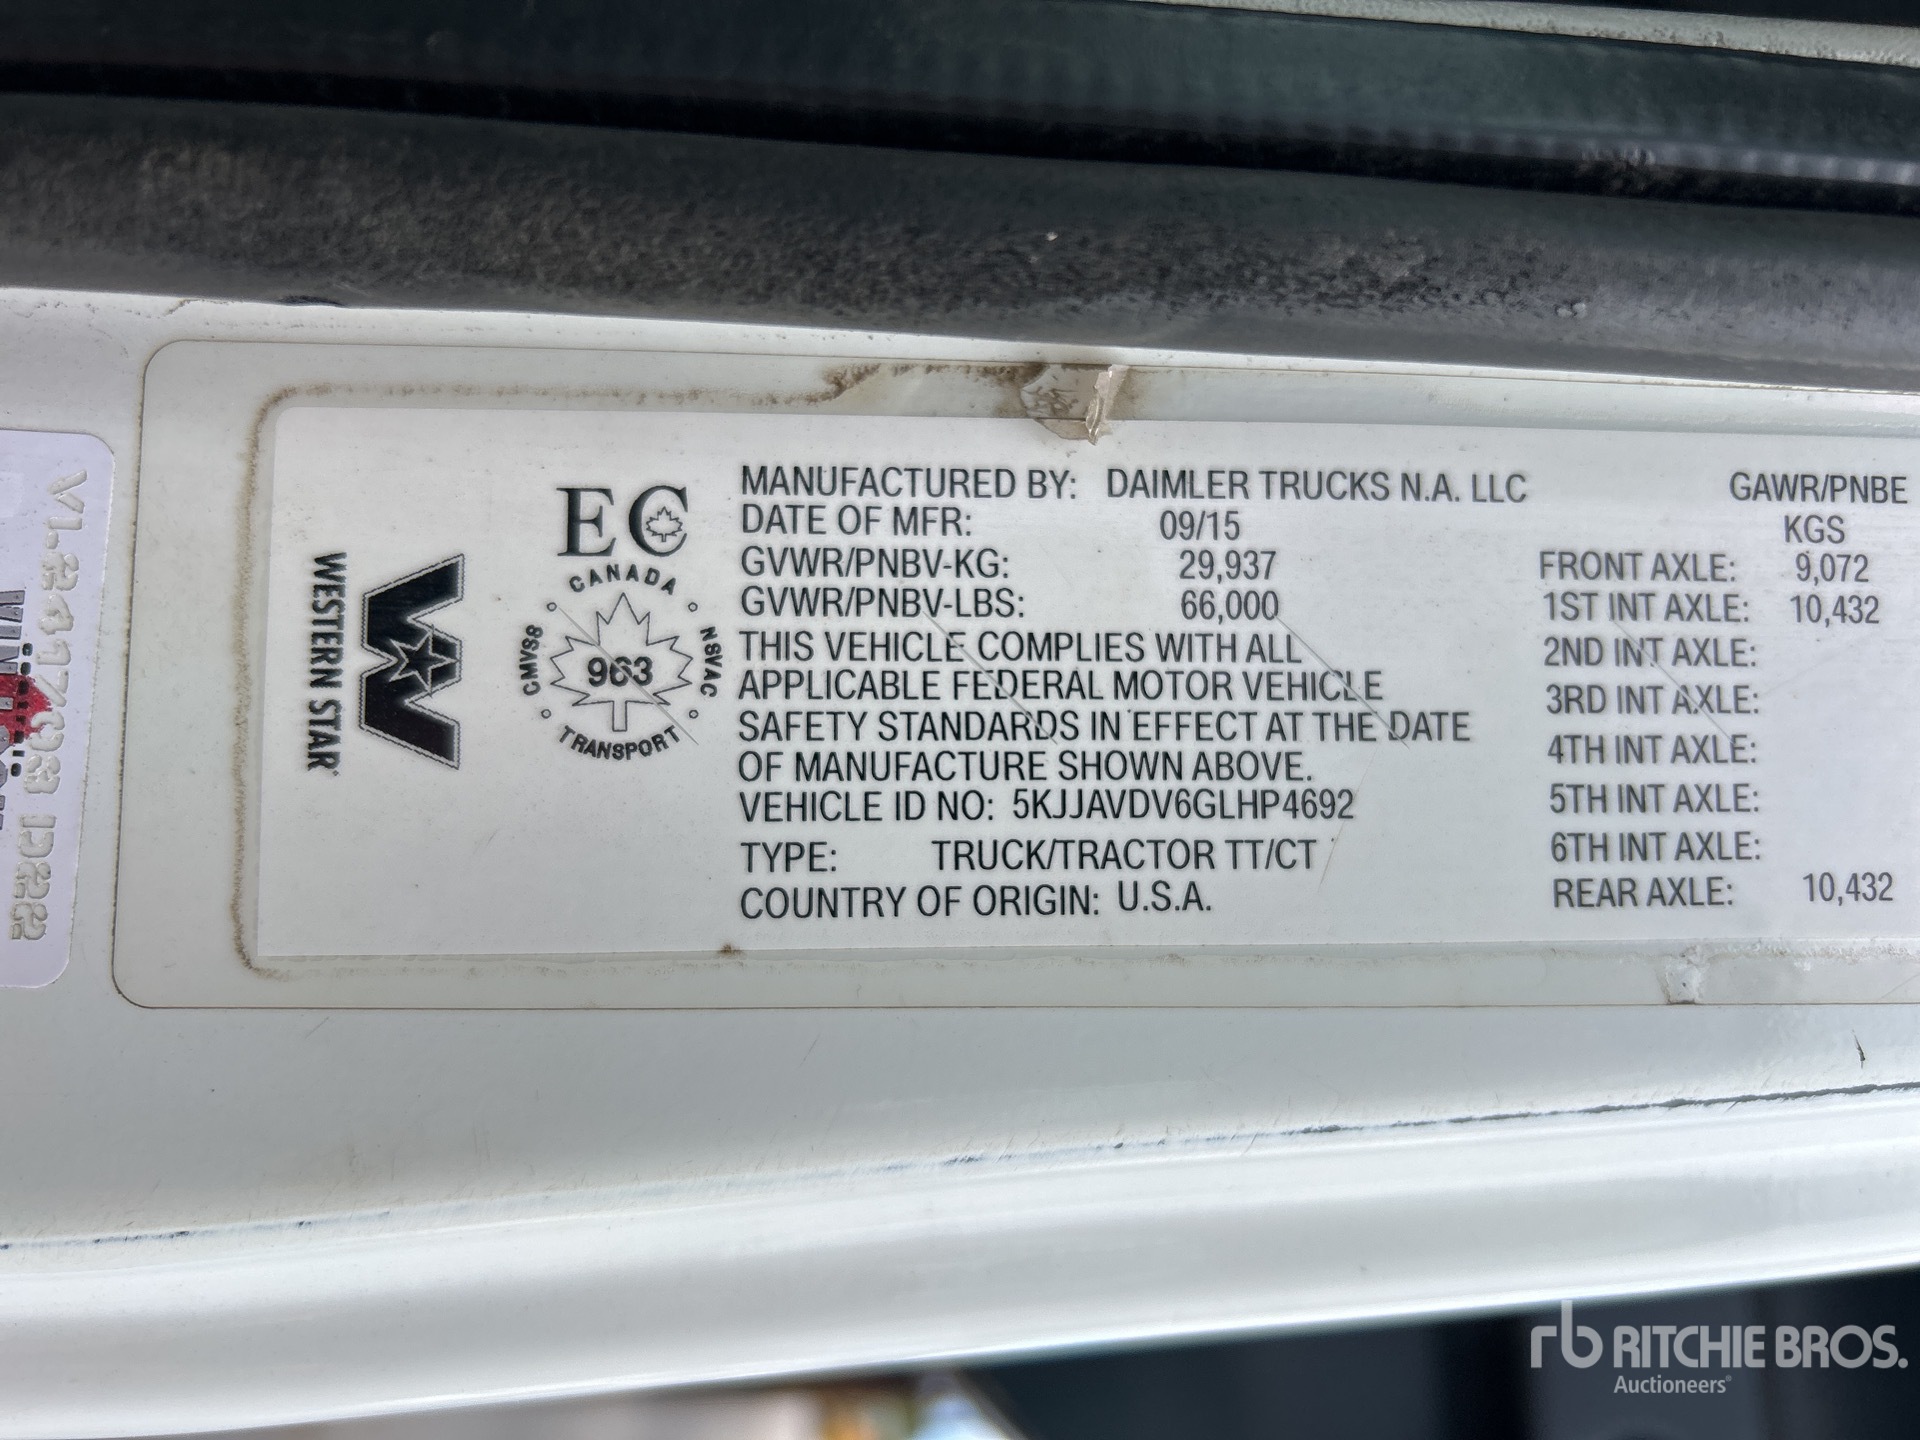 WESTERN STAR
EC
CANADA
CMVSS
963
NSVAC
TRANSPORT
MANUFACTURED BY: DAIMLER TRUCKS N.A. LLC
DATE OF MFR: 09/15
GVWR/PNBV-KG: 29,937
GVWR/PNBV-LBS: 66,000
THIS VEHICLE COMPLIES WITH ALL
APPLICABLE FEDERAL MOTOR VEHICLE
SAFETY STANDARDS IN EFFECT AT THE DATE
OF MANUFACTURE SHOWN ABOVE.
VEHICLE ID NO: 5KJJAVDV6GLHP4692
TYPE: TRUCK/TRACTOR TT/CT
COUNTRY OF ORIGIN: U.S.A.
GAWR/PNBE
KGS
FRONT AXLE: 9,072
1ST INT AXLE: 10,432
2ND INT AXLE:
3RD INT AXLE:
4TH INT AXLE:
5TH INT AXLE:
6TH INT AXLE:
REAR AXLE: 10,432
rb RITCHIE BROS.
Auctioneers